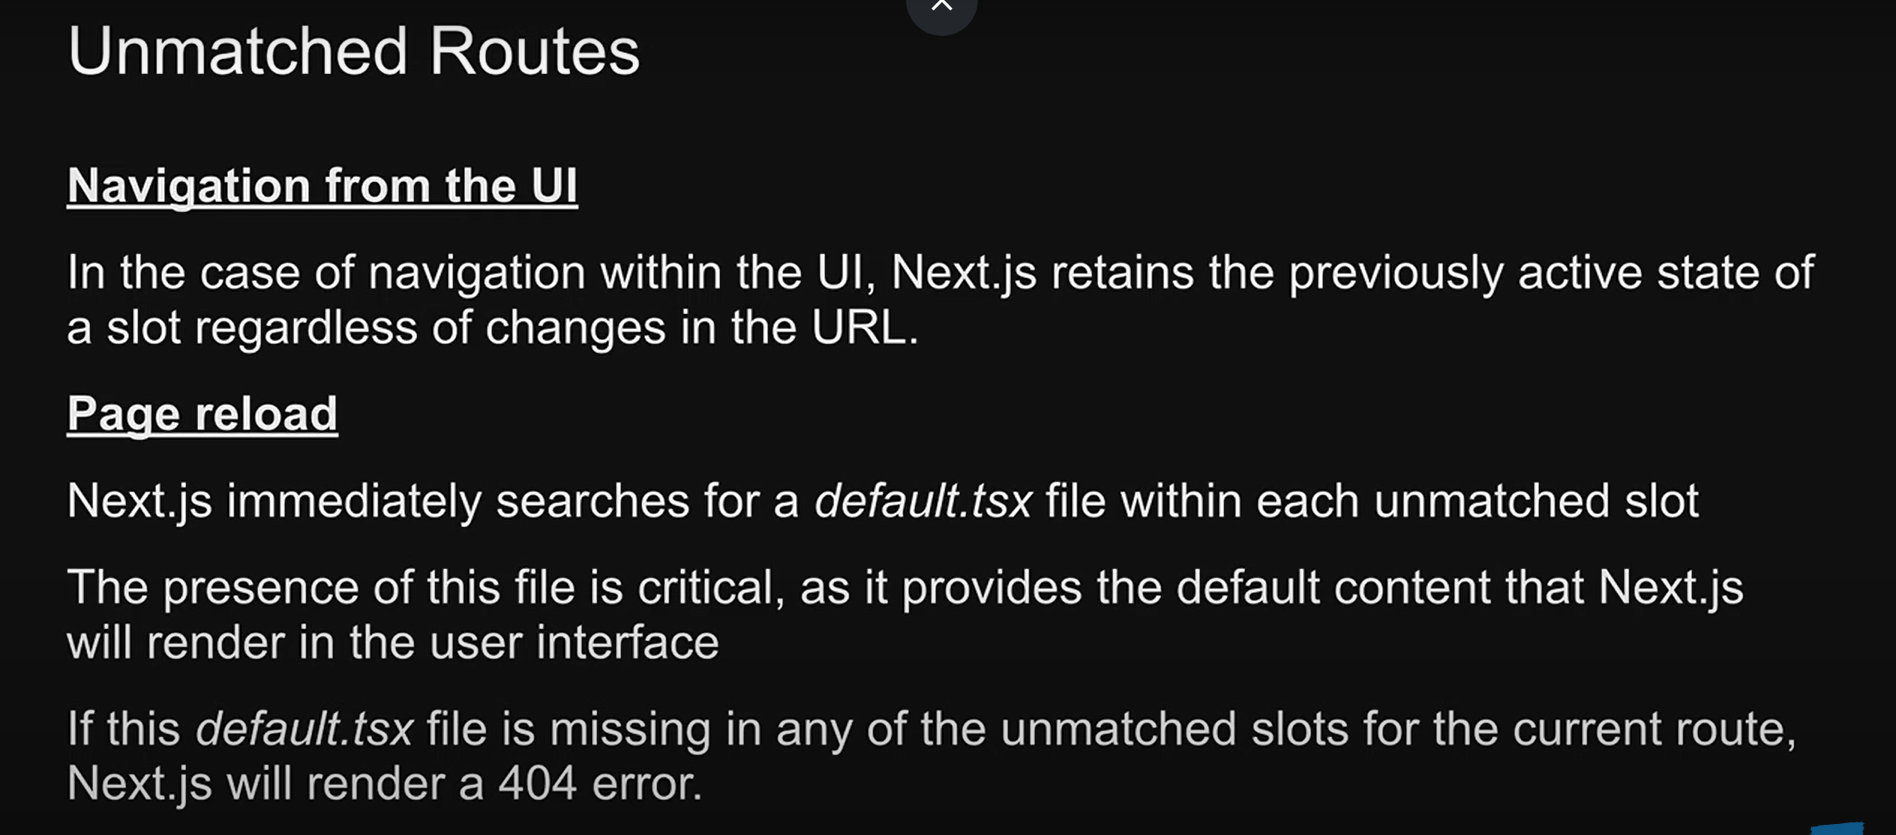 Unmatched Routes
Navigation from the UI
In the case of navigation within the UI, Next.js retains the previously active state of
a slot regardless of changes in the URL.
Page reload
Next.js immediately searches for a default.tsx file within each unmatched slot
The presence of this file is critical, as it provides the default content that Next.js
will render in the user interface
If this default.tsx file is missing in any of the unmatched slots for the current route,
Next.js will render a 404 error.